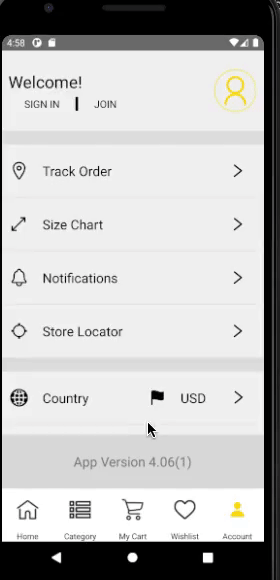 4:58
Welcome!
SIGN IN | JOIN
Track Order
Size Chart
Notifications
Store Locator
Country USD
App Version 4.06(1)
Home Category My Cart Wishlist Account